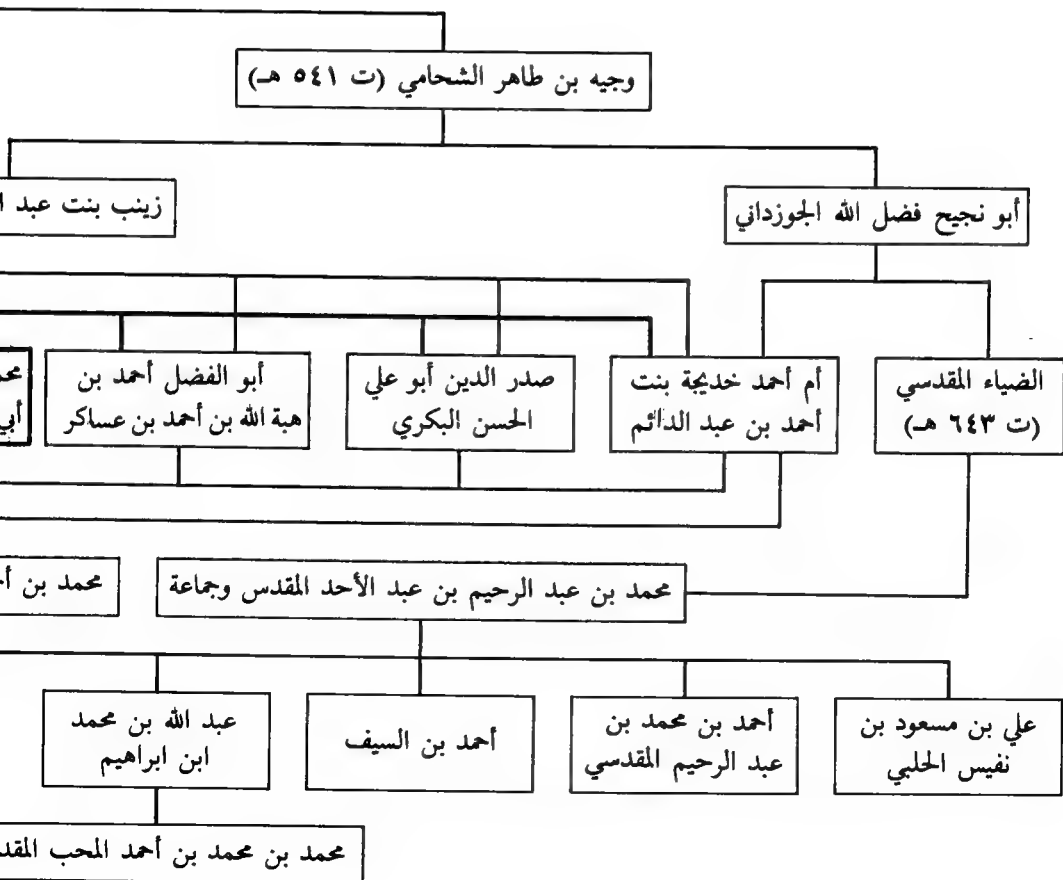 وجيه بن طاهر الشحامي (ت ٥٤١ هـ)
أبو نجيح فضل الله الجوزداني
زينب بنت عبد
الضياء المقدسي
(ت ٦٤٣ هـ)
أم أحمد خديجة بنت
أحمد بن عبد الدائم
صدر الدين أبو علي
الحسن البكري
أبو الفضل أحمد بن
هبة الله بن أحمد بن عساكر
أبي
محمد بن عبد الرحيم بن عبد الأحد المقدس وجماعة
محمد بن
علي بن مسعود بن
نفيس الحلبي
أحمد بن محمد بن
عبد الرحيم المقدسي
أحمد بن السيف
عبد الله بن محمد
ابن ابراهيم
محمد بن محمد بن أحمد المحب